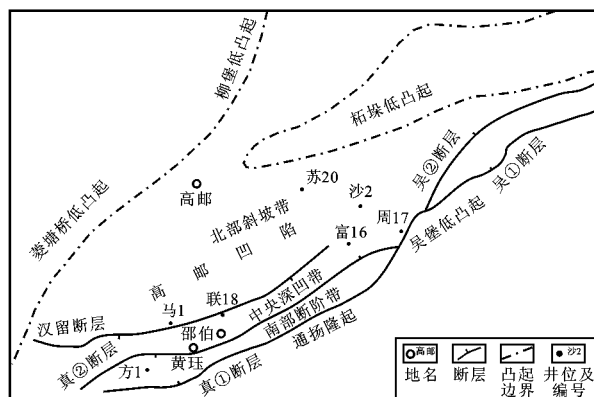 柳堡低凸起
柘垛低凸起
菱塘桥低凸起
高邮
苏20
沙2
吴②断层
吴①断层
北部斜坡带
富16
周17
吴堡低凸起
高邮凹陷
联18
马1
汉留断层
中央深凹带
南部断阶带
通扬隆起
邵伯
真②断层
黄珏
方1
真①断层
高邮
沙2
地名
断层
凸起
边界
井位及
编号